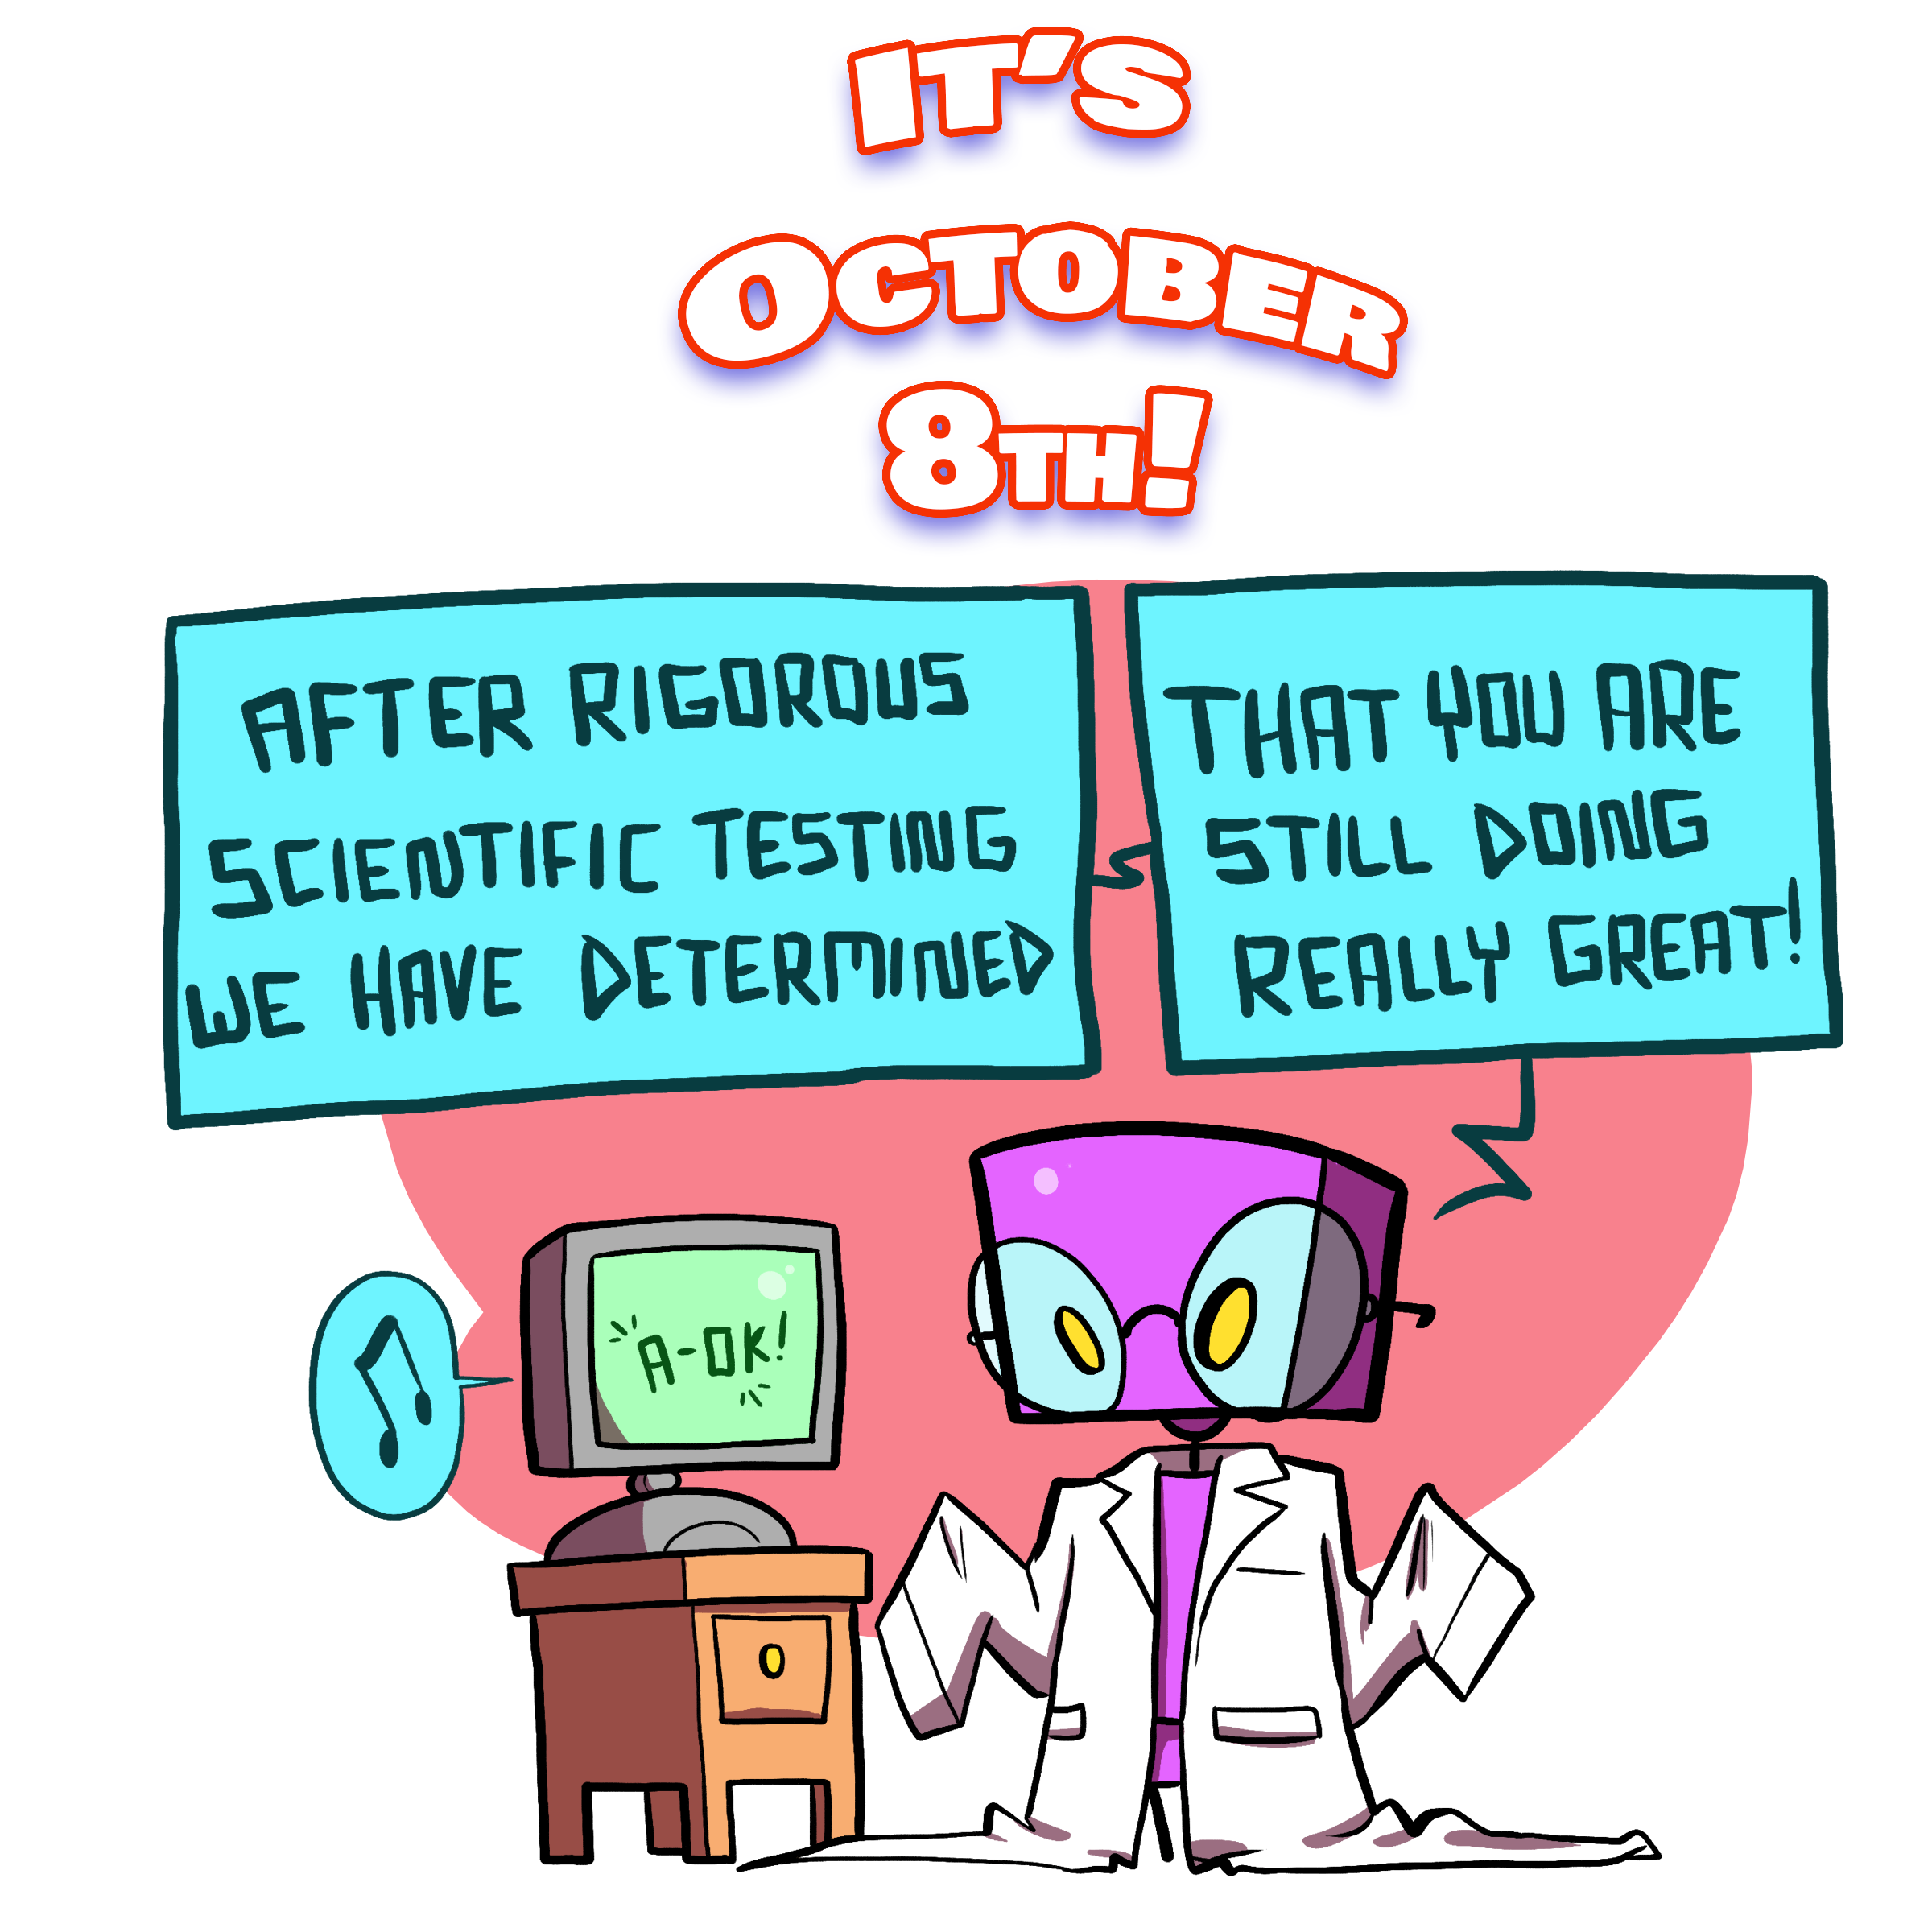 IT'S
OCTOBER
8TH!
AFTER RIGOROUS
SCIENTIFIC TESTING
WE HAVE DETERMINED
THAT YOU ARE
STILL DOING
REALLY GREAT!
A-OK!